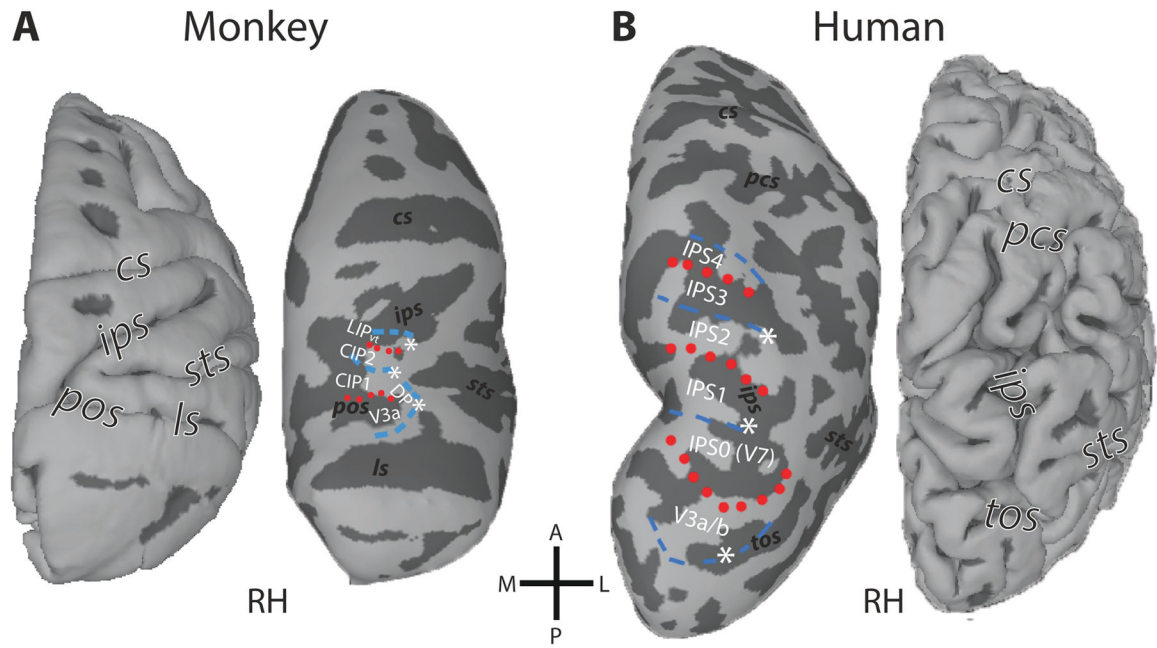 A Monkey
B Human
cs
ips
sts
pos
ls
RH
cs
ips
LIPvt
*
CIP2
*
CIP1
DP*
pos
V3a
sts
ls
A
M L
P
cs
pcs
IPS4
IPS3
IPS2
*
IPS1
ips
*
IPS0 (V7)
sts
V3a/b
tos
*
RH
cs
pcs
ips
sts
tos